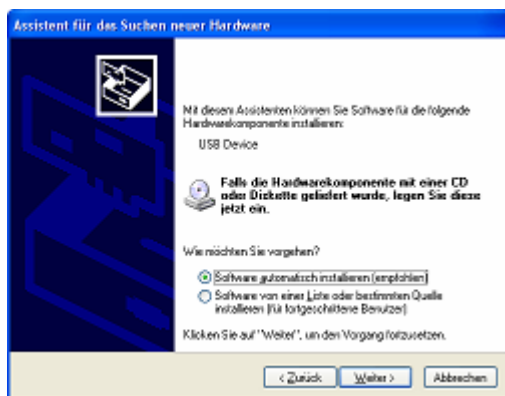 Assistent für das Suchen neuer Hardware
Mit diesem Assistenten können Sie Software für die folgende
Hardwarekomponente installieren:
USB Device
Falls die Hardwarekomponente mit einer CD
oder Diskette geliefert wurde, legen Sie diese
jetzt ein.
Wie möchten Sie vorgehen?
Software automatisch installieren (empfohlen)
Software von einer Liste oder bestimmten Quelle
installieren (für fortgeschrittene Benutzer)
Klicken Sie auf "Weiter", um den Vorgang fortzusetzen.
< Zurück
Weiter >
Abbrechen